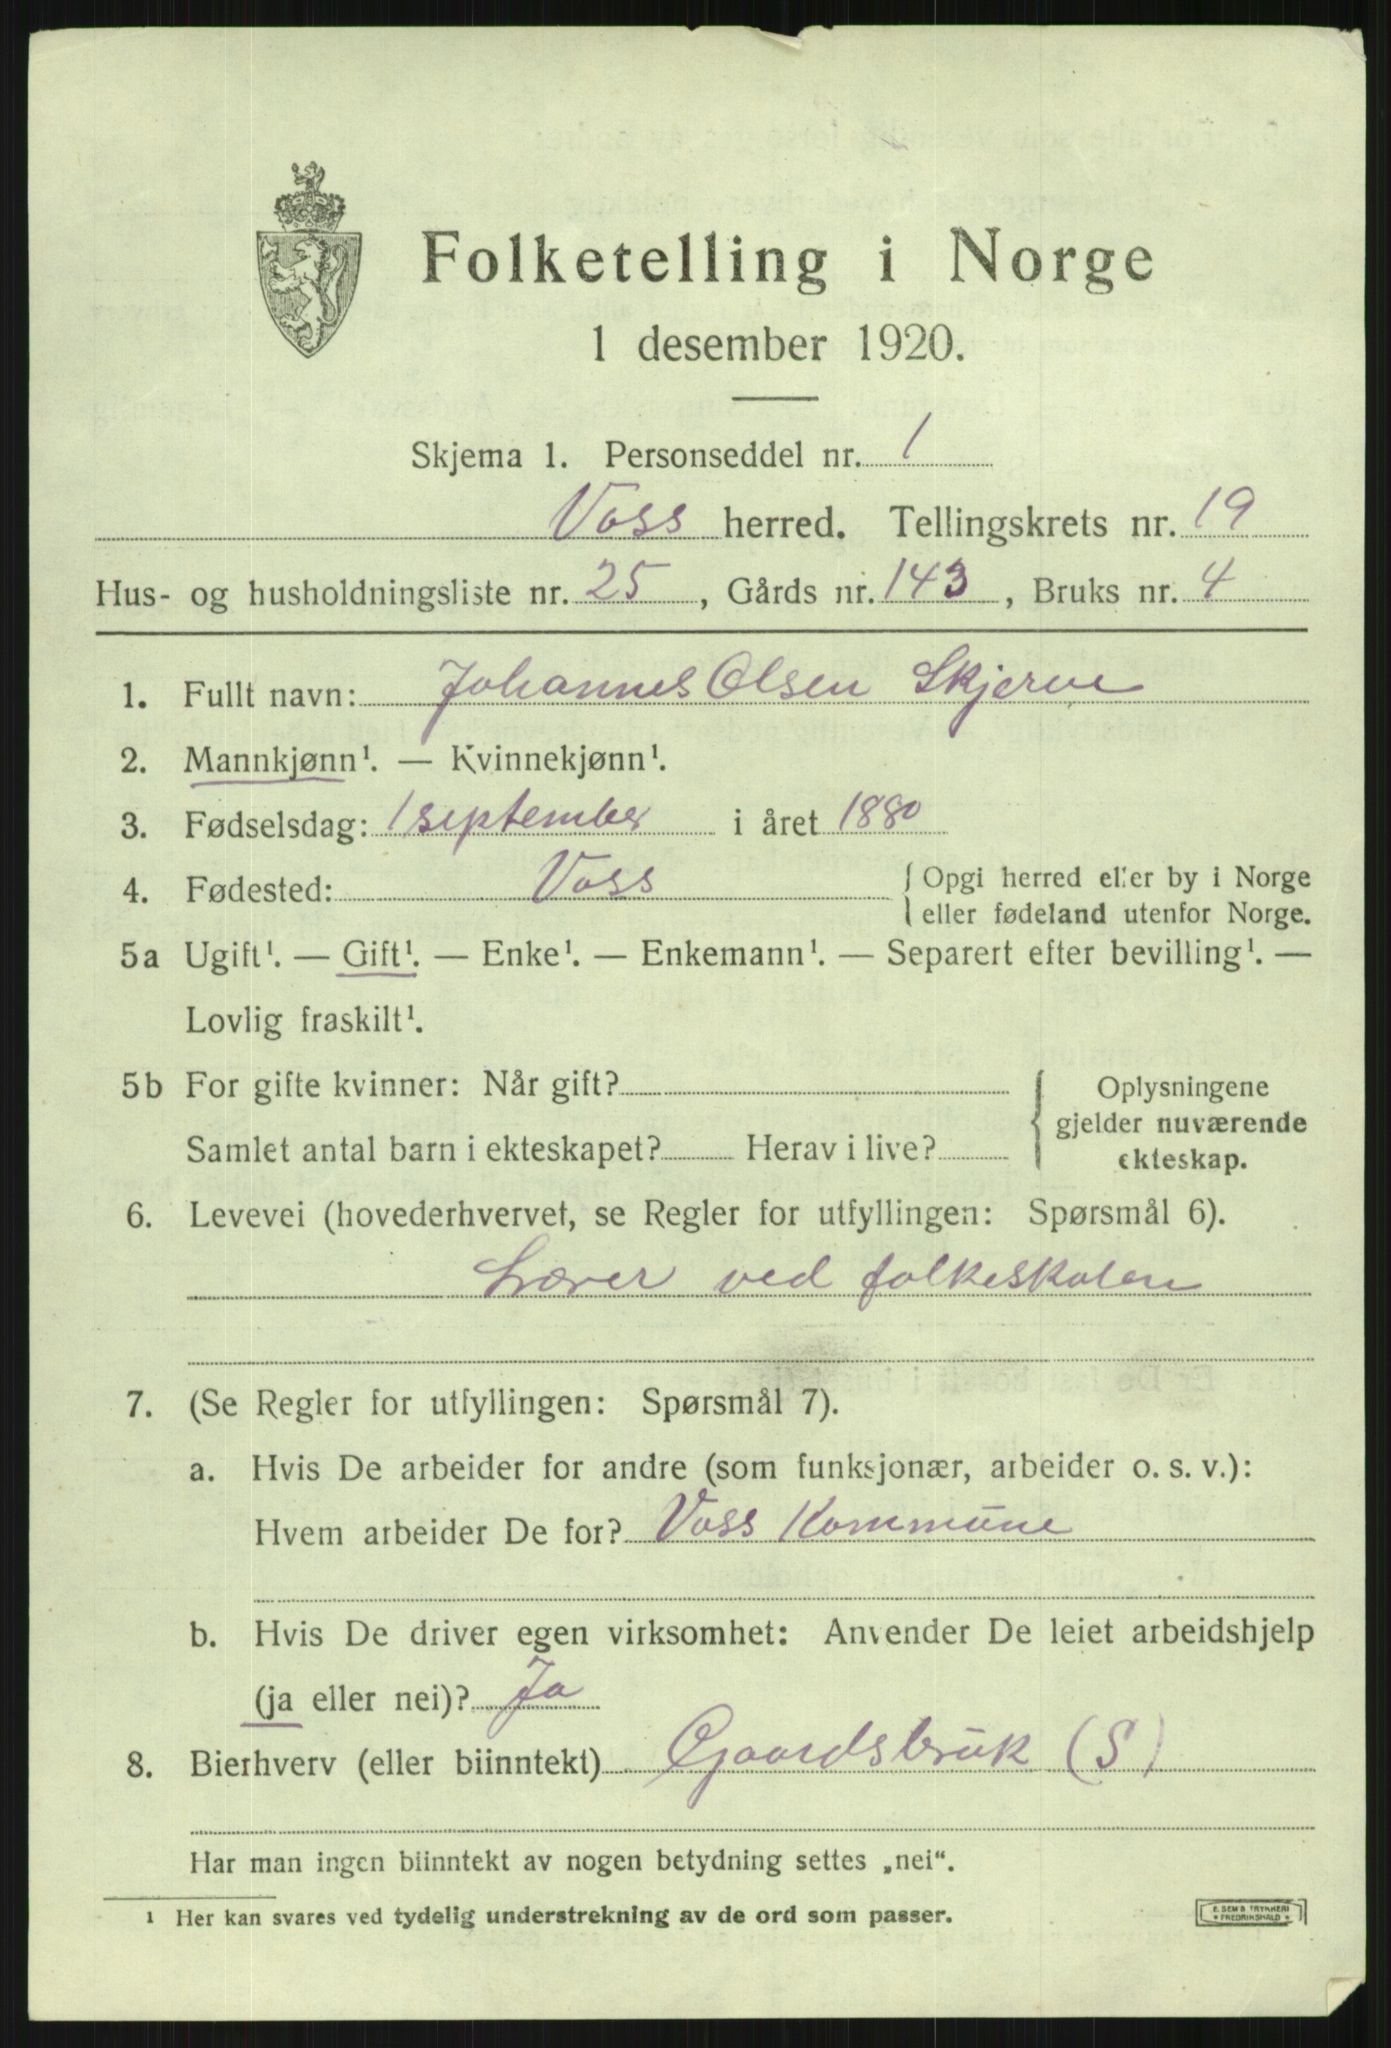 Folketelling i Norge
1 desember 1920.
Skjema 1. Personseddel nr. 1
Voss herred. Tellingskrets nr. 19
Hus- og husholdningsliste nr. 25, Gårds nr. 143, Bruks nr. 4
1. Fullt navn: Johannes Olsen Skjerve
2. Mannkjønn¹. — Kvinnekjønn¹.
3. Fødselsdag: 1 september i året 1880
4. Fødested: Voss { Opgi herred eller by i Norge
eller fødeland utenfor Norge.
5a Ugift¹. — Gift¹. — Enke¹. — Enkemann¹. — Separert efter bevilling¹. —
Lovlig fraskilt¹.
5b For gifte kvinner: Når gift? { Oplysningene
gjelder nuværende
Samlet antal barn i ekteskapet? Herav i live? ekteskap.
6. Levevei (hovederhvervet, se Regler for utfyllingen: Spørsmål 6).
Lærer ved folkeskolen
7. (Se Regler for utfyllingen: Spørsmål 7).
a. Hvis De arbeider for andre (som funksjonær, arbeider o. s. v.):
Hvem arbeider De for? Voss Kommune
b. Hvis De driver egen virksomhet: Anvender De leiet arbeidshjelp
(ja eller nei)? Ja
8. Bierhverv (eller biinntekt) Gaardsbruk (S)
Har man ingen biinntekt av nogen betydning settes „nei“.
¹ Her kan svares ved tydelig understrekning av de ord som passer.
E. SEM'S TRYKKERI
* FREDRIKSHALD *